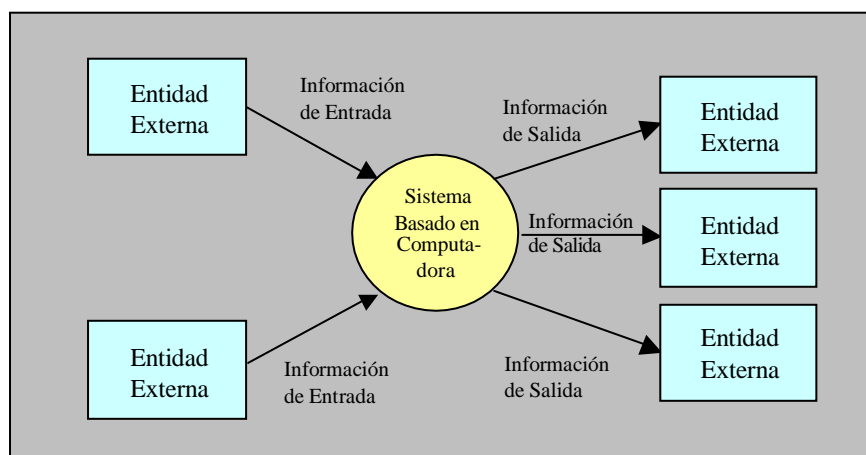 Entidad
Externa
Información
de Entrada
Información
de Salida
Entidad
Externa
Sistema
Basado en
Computa-
dora
Información
de Salida
Entidad
Externa
Entidad
Externa
Información
de Entrada
Información
de Salida
Entidad
Externa